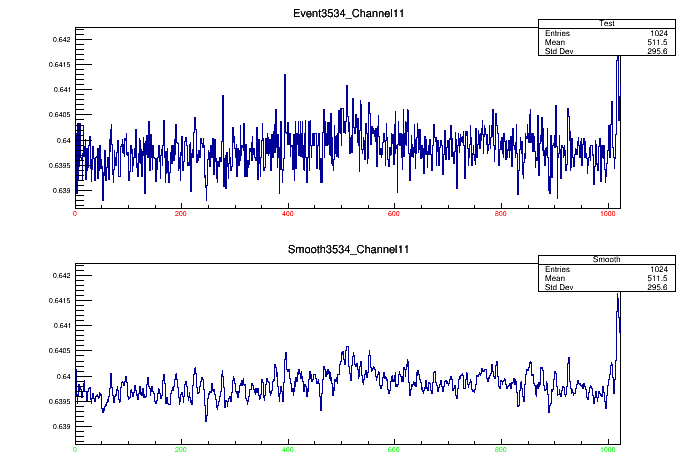 Event3534_Channel11
Test
Entries 1024
Mean 511.5
Std Dev 295.6
0.642
0.6415
0.641
0.6405
0.64
0.6395
0.639
0 200 400 600 800 1000
Smooth3534_Channel11
Smooth
Entries 1024
Mean 511.5
Std Dev 295.6
0.642
0.6415
0.641
0.6405
0.64
0.6395
0.639
0 200 400 600 800 1000